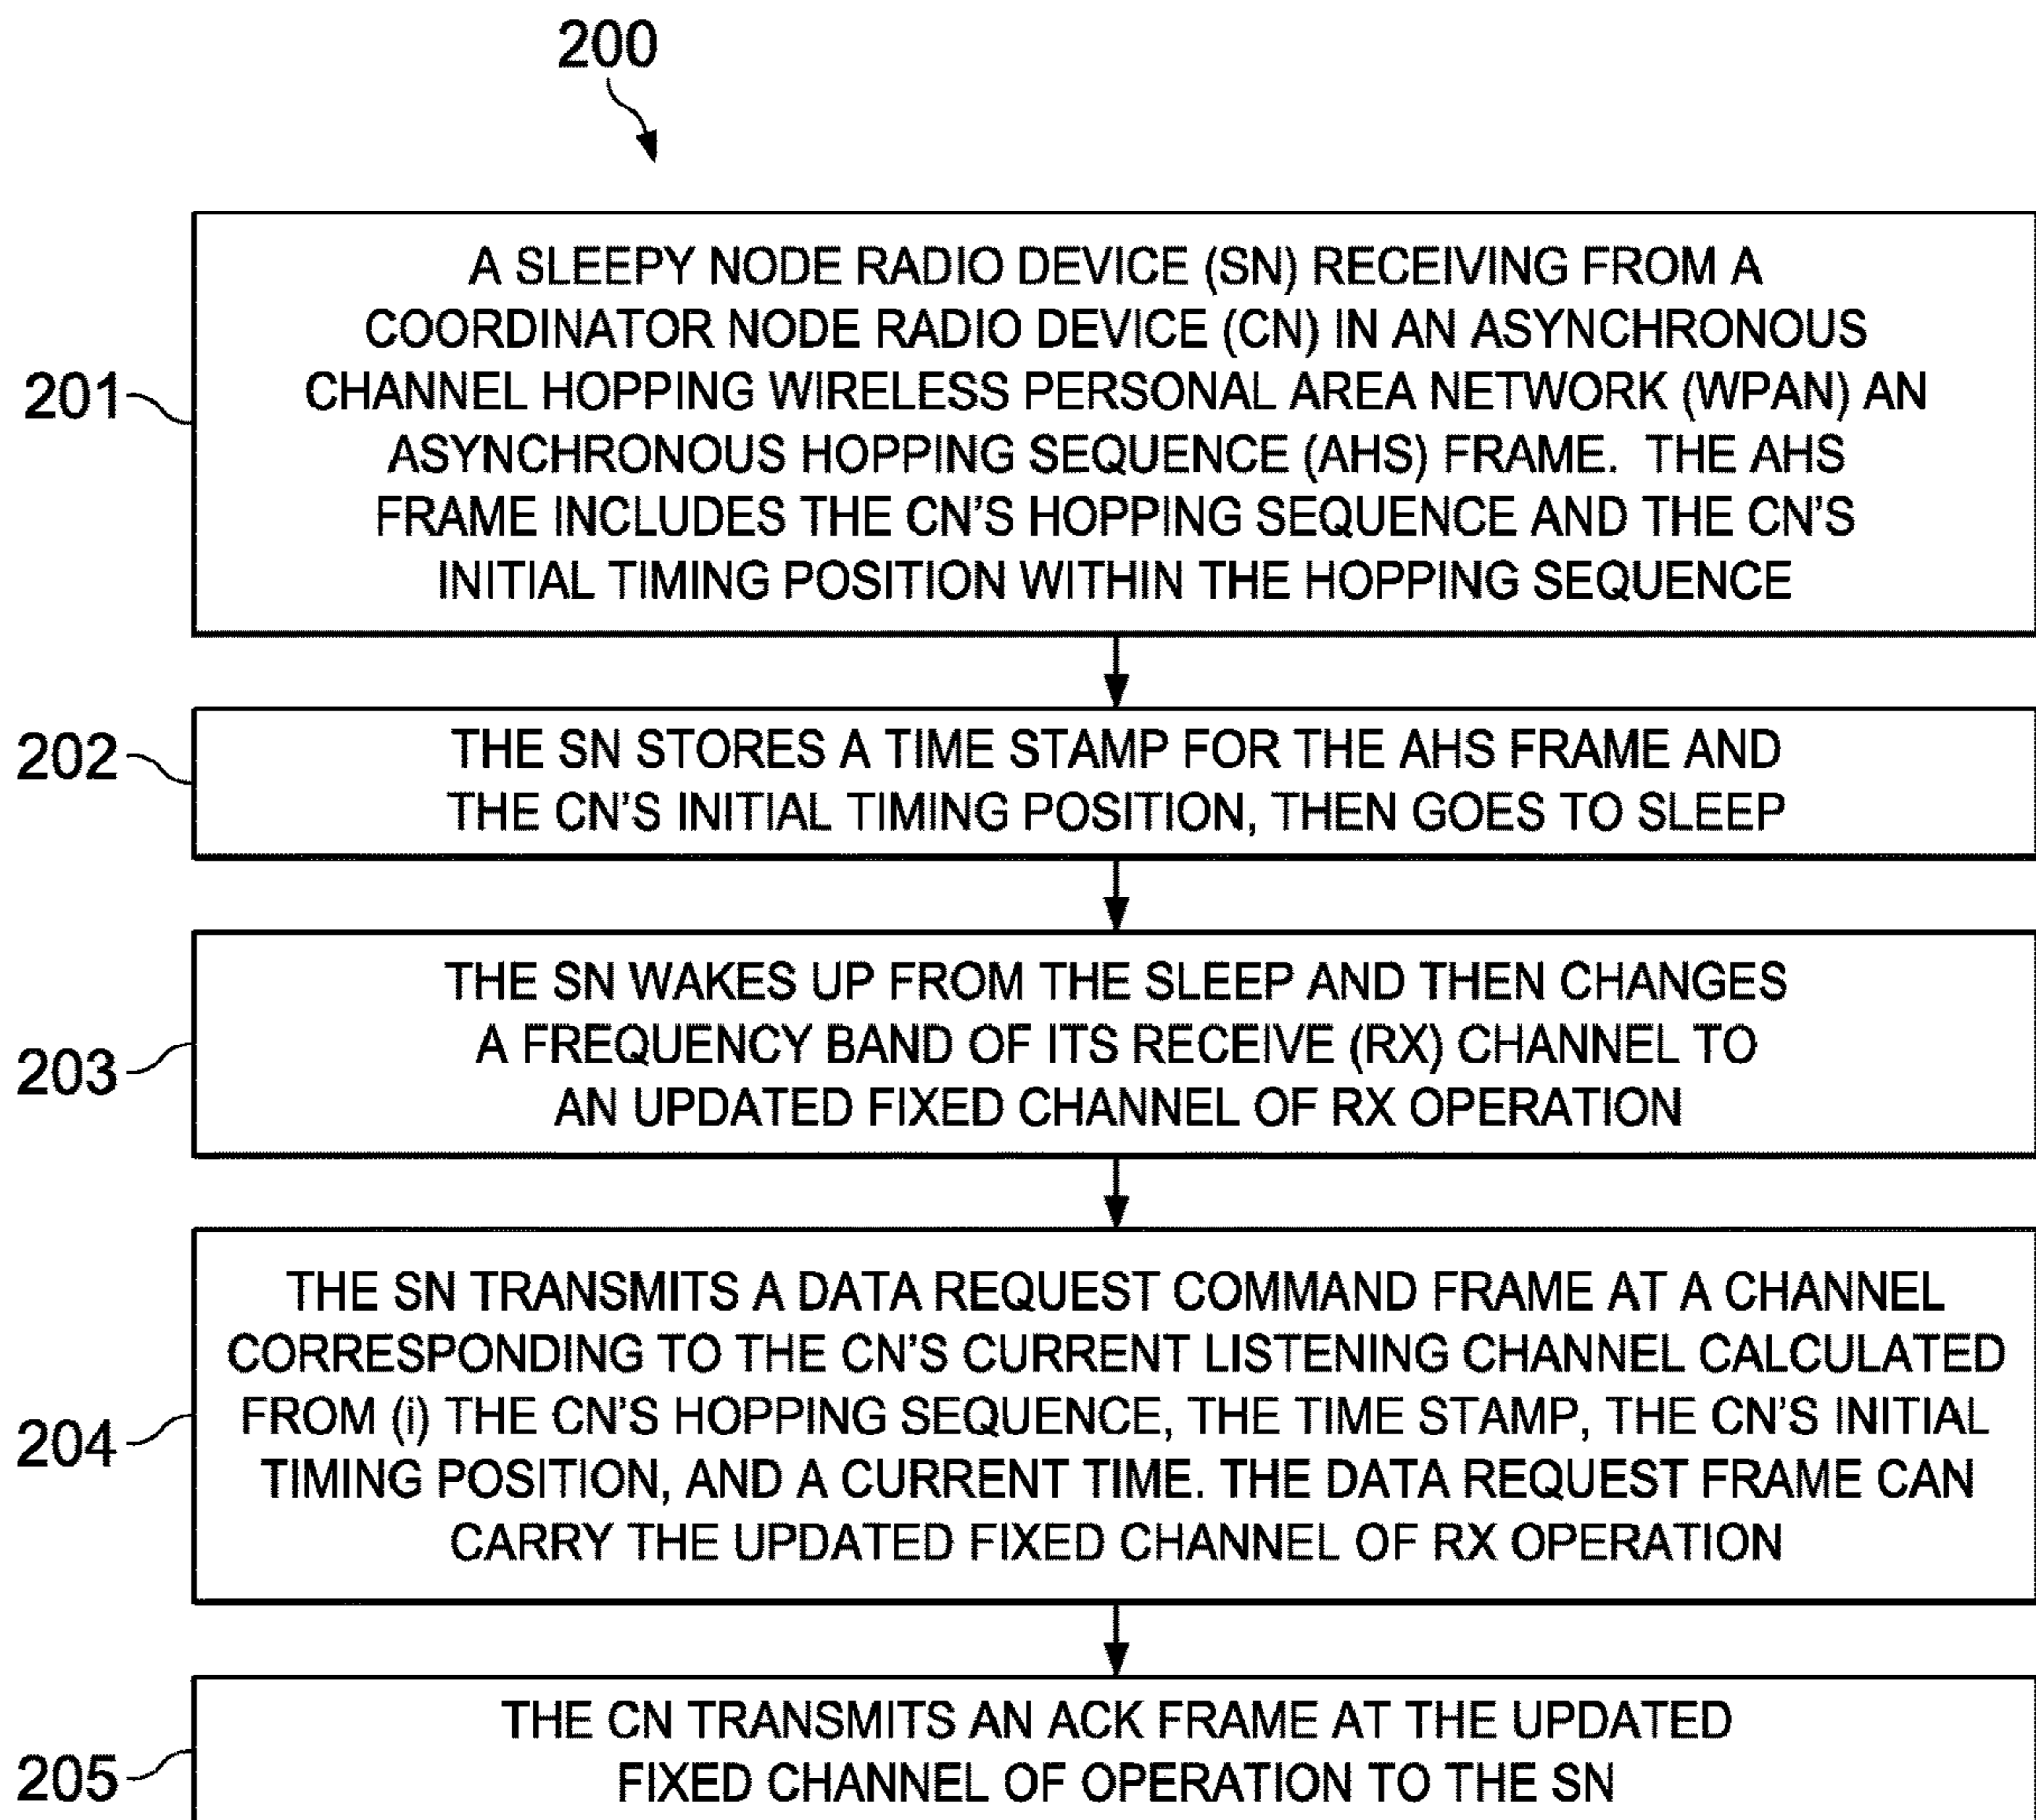 200
201
A SLEEPY NODE RADIO DEVICE (SN) RECEIVING FROM A
COORDINATOR NODE RADIO DEVICE (CN) IN AN ASYNCHRONOUS
CHANNEL HOPPING WIRELESS PERSONAL AREA NETWORK (WPAN) AN
ASYNCHRONOUS HOPPING SEQUENCE (AHS) FRAME. THE AHS
FRAME INCLUDES THE CN'S HOPPING SEQUENCE AND THE CN'S
INITIAL TIMING POSITION WITHIN THE HOPPING SEQUENCE
202
THE SN STORES A TIME STAMP FOR THE AHS FRAME AND
THE CN'S INITIAL TIMING POSITION, THEN GOES TO SLEEP
203
THE SN WAKES UP FROM THE SLEEP AND THEN CHANGES
A FREQUENCY BAND OF ITS RECEIVE (RX) CHANNEL TO
AN UPDATED FIXED CHANNEL OF RX OPERATION
204
THE SN TRANSMITS A DATA REQUEST COMMAND FRAME AT A CHANNEL
CORRESPONDING TO THE CN'S CURRENT LISTENING CHANNEL CALCULATED
FROM (i) THE CN'S HOPPING SEQUENCE, THE TIME STAMP, THE CN'S INITIAL
TIMING POSITION, AND A CURRENT TIME. THE DATA REQUEST FRAME CAN
CARRY THE UPDATED FIXED CHANNEL OF RX OPERATION
205
THE CN TRANSMITS AN ACK FRAME AT THE UPDATED
FIXED CHANNEL OF OPERATION TO THE SN